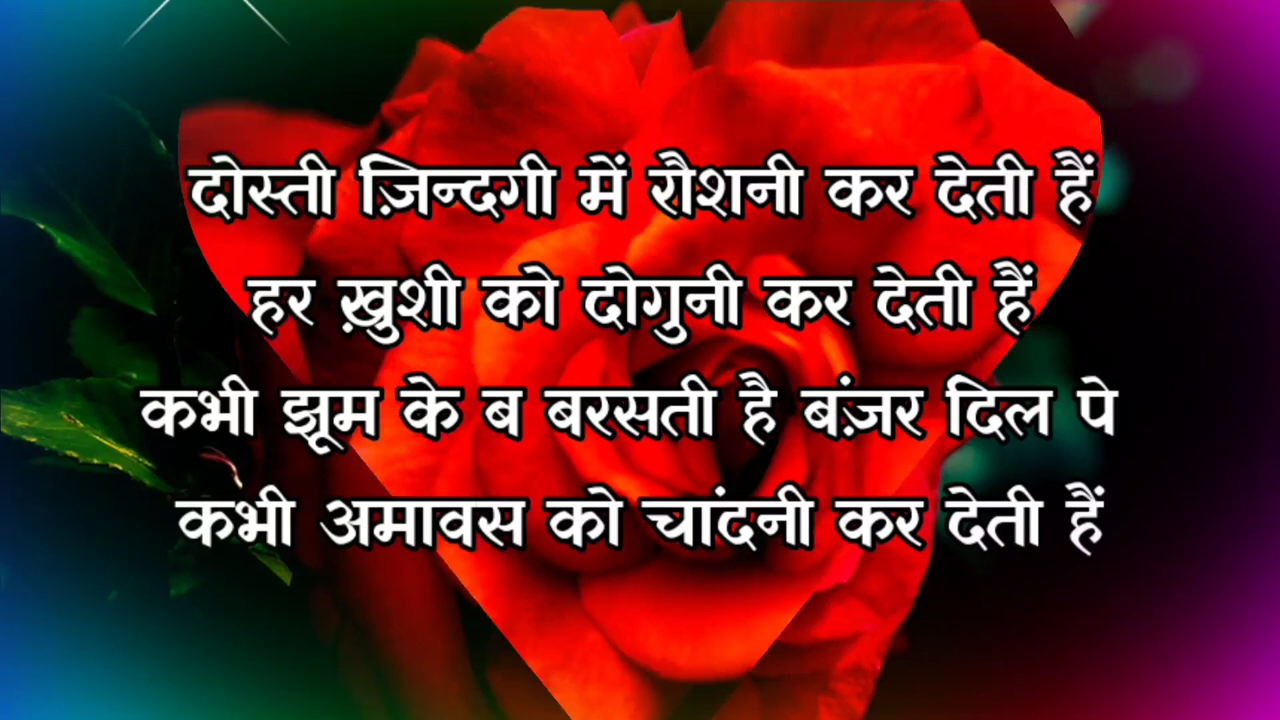 दोस्ती ज़िन्दगी में रौशनी कर देती हैं
हर ख़ुशी को दोगुनी कर देती हैं
कभी झूम के ब बरसती है बंज़र दिल पे
कभी अमावस को चांदनी कर देती हैं